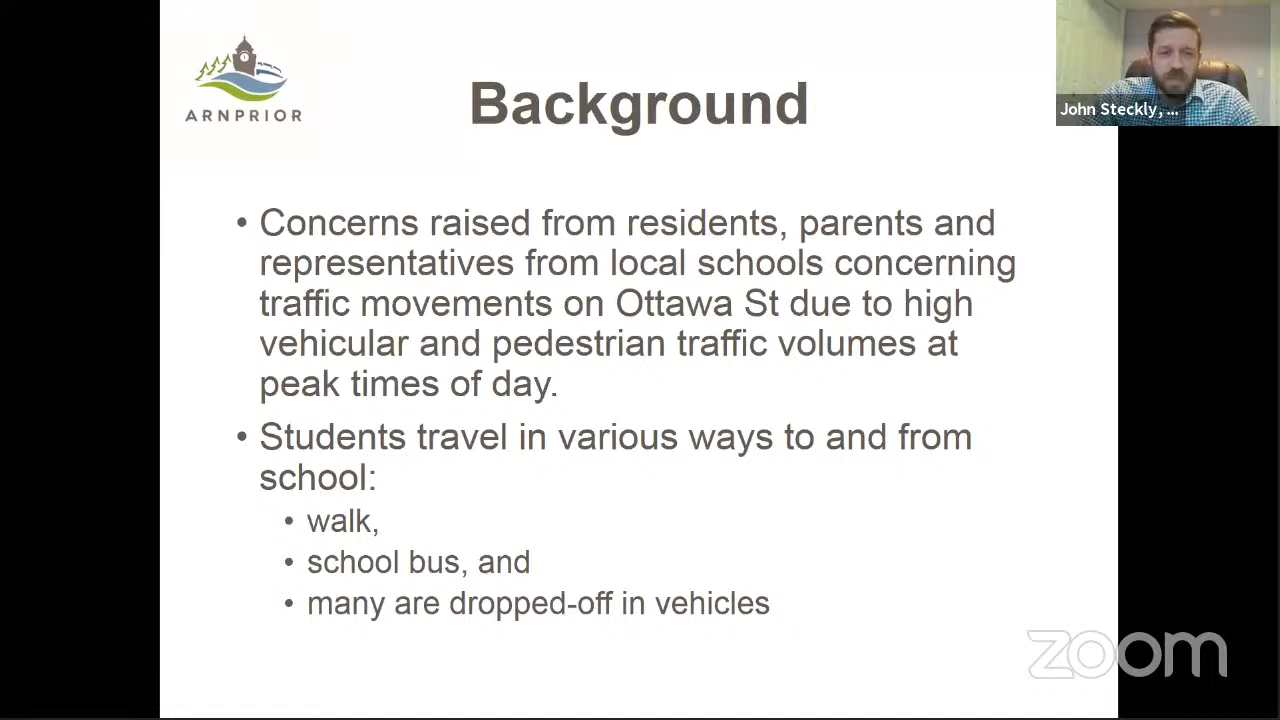 ARNPRIOR
Background
John Steckly, ...
• Concerns raised from residents, parents and
representatives from local schools concerning
traffic movements on Ottawa St due to high
vehicular and pedestrian traffic volumes at
peak times of day.
• Students travel in various ways to and from
school:
• walk,
• school bus, and
• many are dropped-off in vehicles
zoom